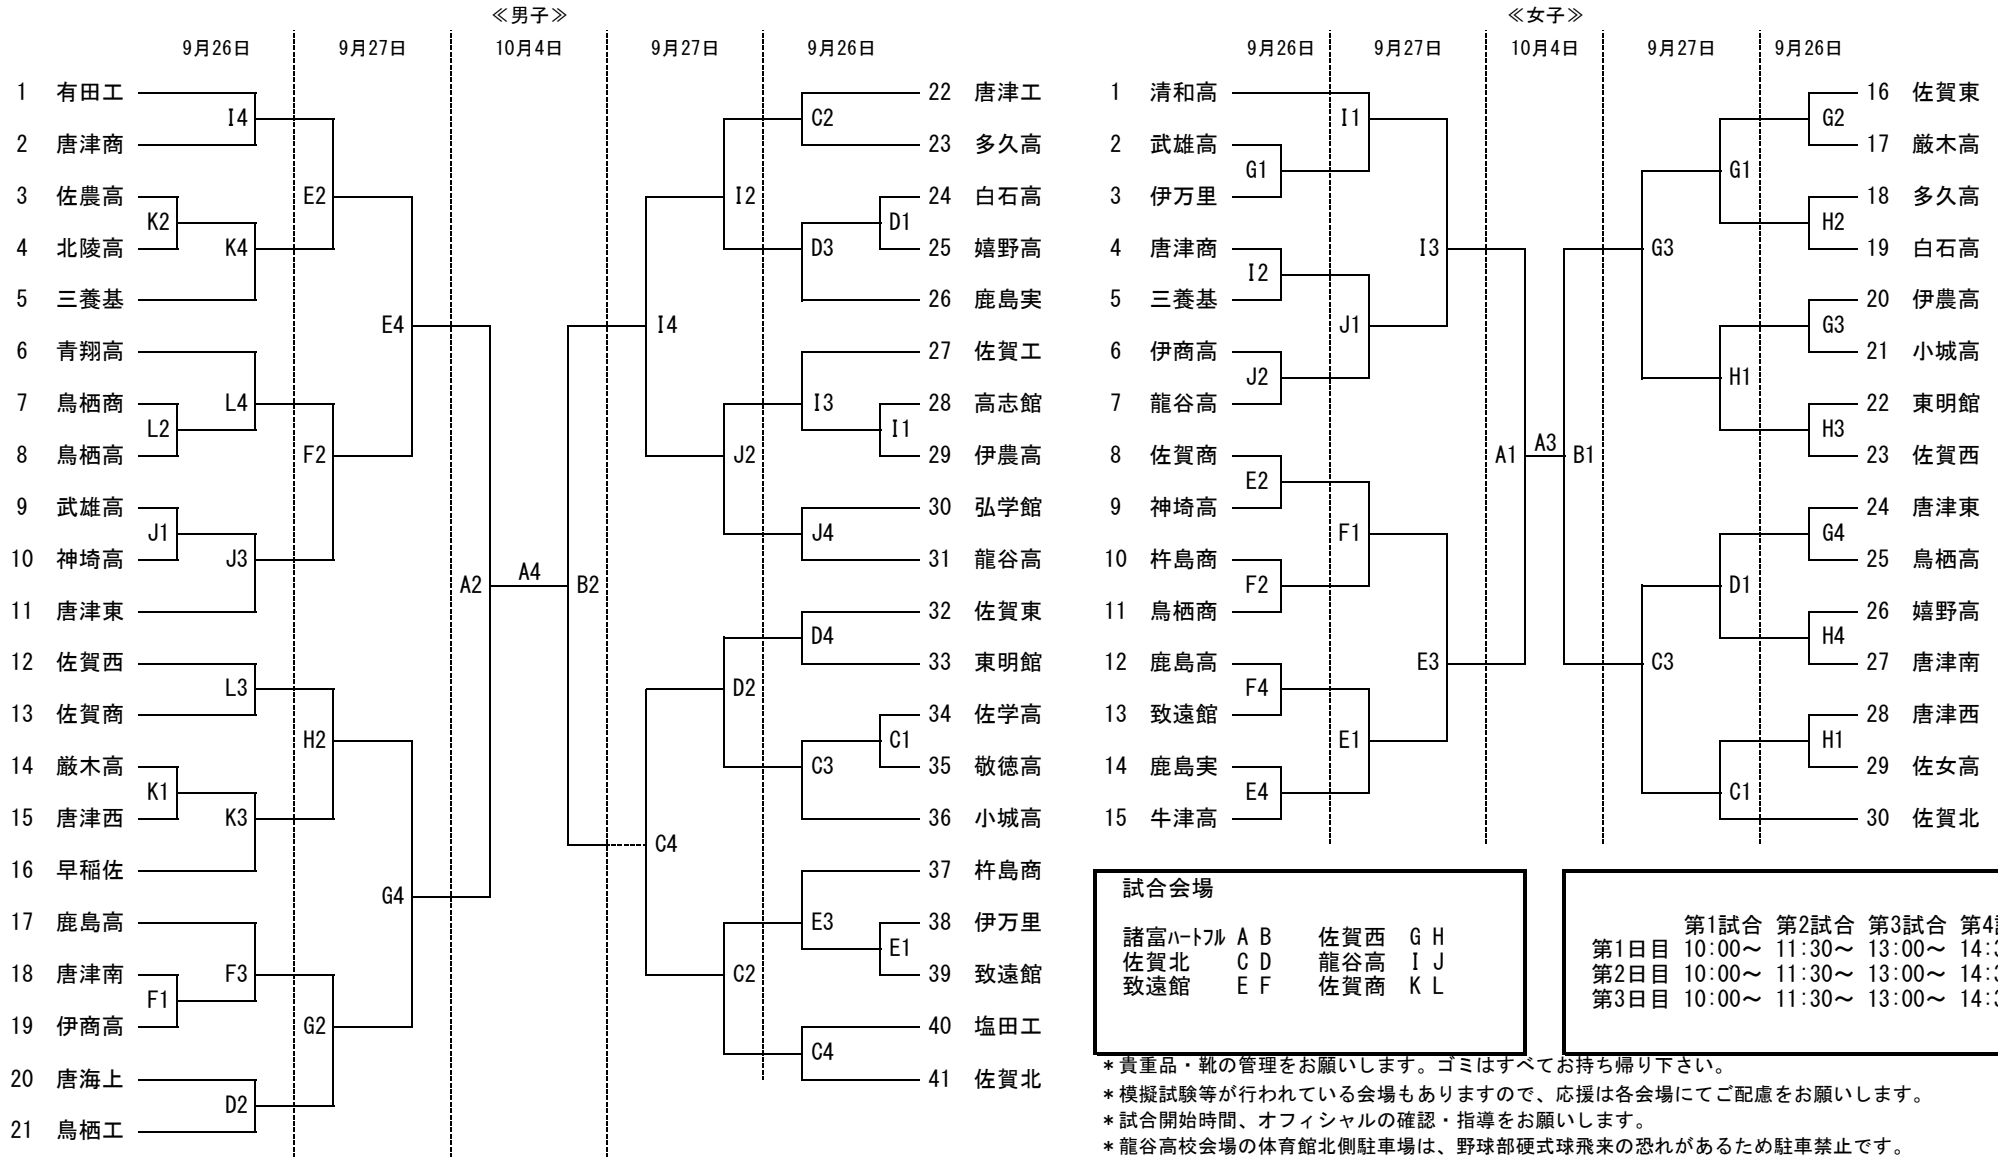 ≪男子≫
9月26日 9月27日 10月4日 9月27日 9月26日
1 有田工
2 唐津商
3 佐農高
4 北陵高
5 三養基
6 青翔高
7 鳥栖商
8 鳥栖高
9 武雄高
10 神埼高
11 唐津東
12 佐賀西
13 佐賀商
14 厳木高
15 唐津西
16 早稲佐
17 鹿島高
18 唐津南
19 伊商高
20 唐海上
21 鳥栖工
K2
L2
J1
K1
F1
I4
K4
L4
J3
L3
K3
F3
D2
E2
F2
H2
G2
E4
G4
A2
A4
B2
I4
C4
I2
J2
D2
C2
C2
D3
I3
J4
D4
C3
E3
C4
D1
I1
C1
E1
22 唐津工
23 多久高
24 白石高
25 嬉野高
26 鹿島実
27 佐賀工
28 高志館
29 伊農高
30 弘学館
31 龍谷高
32 佐賀東
33 東明館
34 佐学高
35 敬徳高
36 小城高
37 杵島商
38 伊万里
39 致遠館
40 塩田工
41 佐賀北
≪女子≫
9月26日 9月27日 10月4日 9月27日 9月26日
1 清和高
2 武雄高
3 伊万里
4 唐津商
5 三養基
6 伊商高
7 龍谷高
8 佐賀商
9 神埼高
10 杵島商
11 鳥栖商
12 鹿島高
13 致遠館
14 鹿島実
15 牛津高
G1
I2
J2
E2
F2
F4
E4
I1
J1
F1
E1
I3
E3
A1
A3
B1
G3
C3
G1
H1
D1
C1
G2
H2
G3
H3
G4
H4
H1
16 佐賀東
17 厳木高
18 多久高
19 白石高
20 伊農高
21 小城高
22 東明館
23 佐賀西
24 唐津東
25 鳥栖高
26 嬉野高
27 唐津南
28 唐津西
29 佐女高
30 佐賀北
試合会場
諸富ﾊｰﾄﾌﾙ A B 佐賀西 G H
佐賀北 C D 龍谷高 I J
致遠館 E F 佐賀商 K L
第1試合 第2試合 第3試合 第4
第1日目 10:00～ 11:30～ 13:00～ 14:3
第2日目 10:00～ 11:30～ 13:00～ 14:3
第3日目 10:00～ 11:30～ 13:00～ 14:3
＊貴重品・靴の管理をお願いします。ゴミはすべてお持ち帰り下さい。
＊模擬試験等が行われている会場もありますので、応援は各会場にてご配慮をお願いします。
＊試合開始時間、オフィシャルの確認・指導をお願いします。
＊龍谷高校会場の体育館北側駐車場は、野球部硬式球飛来の恐れがあるため駐車禁止です。